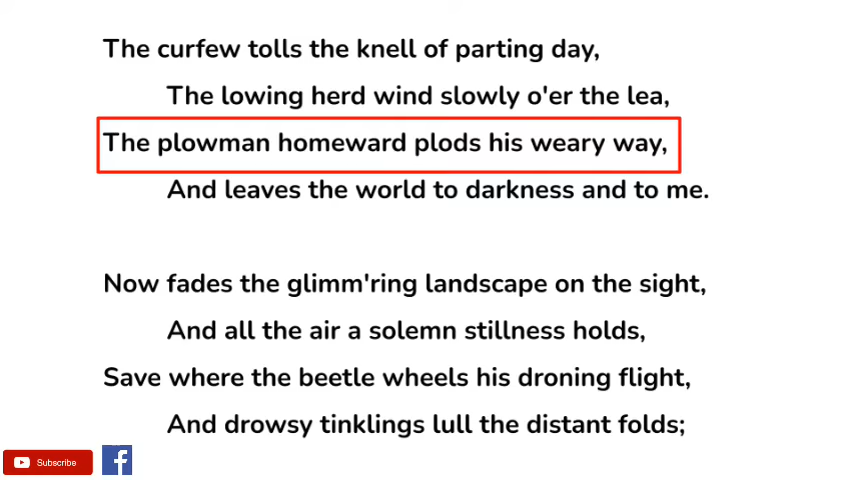 The curfew tolls the knell of parting day,
The lowing herd wind slowly o'er the lea,
The plowman homeward plods his weary way,
And leaves the world to darkness and to me.
Now fades the glimm'ring landscape on the sight,
And all the air a solemn stillness holds,
Save where the beetle wheels his droning flight,
And drowsy tinklings lull the distant folds;
Subscribe